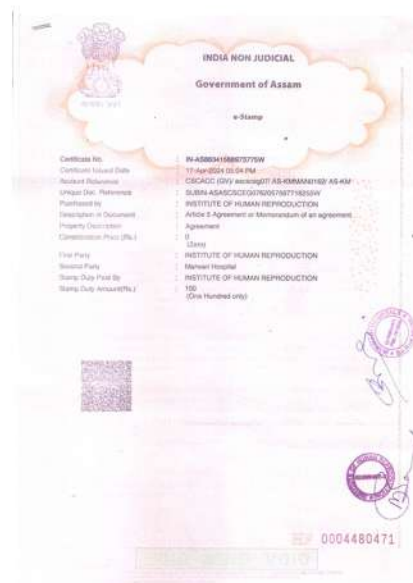 INDIA NON JUDICIAL
Government of Assam
e-Stamp
Certificate No. :
Certificate Issued Date : 17-Apr-2024 05:04 PM
Account Reference :
Unique Doc. Reference :
Purchased by : INSTITUTE OF HUMAN REPRODUCTION
Description of Document : Article 5 Agreement or Memorandum of an agreement
Property Description : Agreement
Consideration Price (Rs.) : 0
(Zero)
First Party : INSTITUTE OF HUMAN REPRODUCTION
Second Party : Marwari Hospital
Stamp Duty Paid By : INSTITUTE OF HUMAN REPRODUCTION
Stamp Duty Amount(Rs.) : 100
(One Hundred only)
0004480471